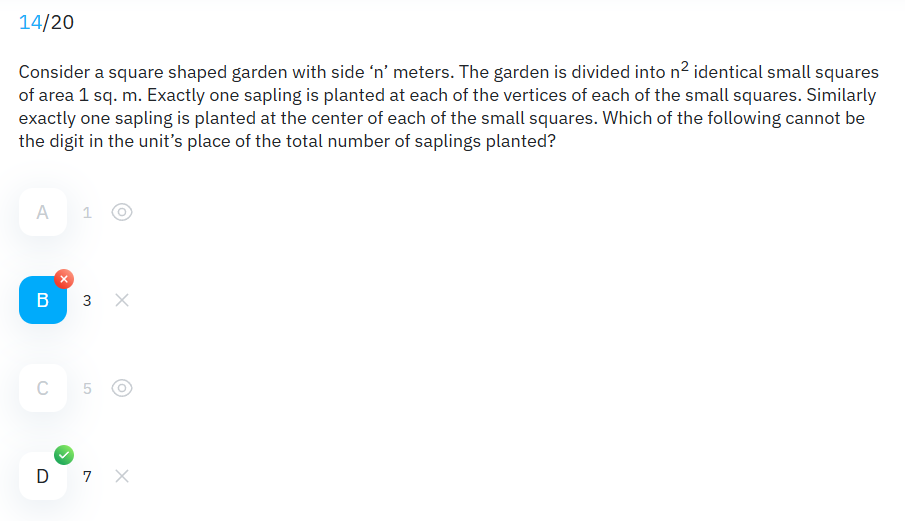 14/20
Consider a square shaped garden with side ‘n’ meters. The garden is divided into n² identical small squares
of area 1 sq. m. Exactly one sapling is planted at each of the vertices of each of the small squares. Similarly
exactly one sapling is planted at the center of each of the small squares. Which of the following cannot be
the digit in the unit’s place of the total number of saplings planted?
A 1
B 3
C 5
D 7